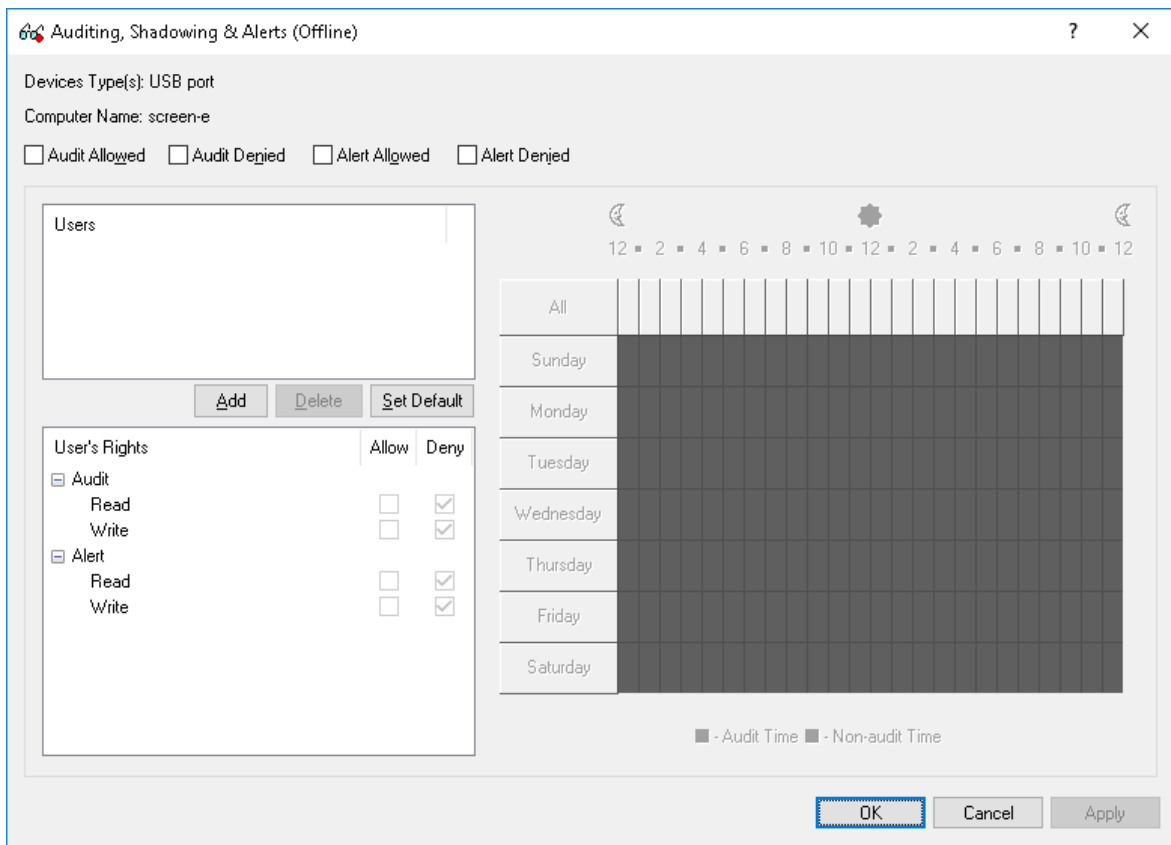 Auditing, Shadowing & Alerts (Offline)
?
Devices Type(s): USB port
Computer Name: screen-e
Audit Allowed Audit Denied Alert Allowed Alert Denied
Users
Add Delete Set Default
User's Rights Allow Deny
Audit
Read
Write
Alert
Read
Write
12 2 4 6 8 10 12 2 4 6 8 10 12
All
Sunday
Monday
Tuesday
Wednesday
Thursday
Friday
Saturday
- Audit Time - Non-audit Time
OK Cancel Apply